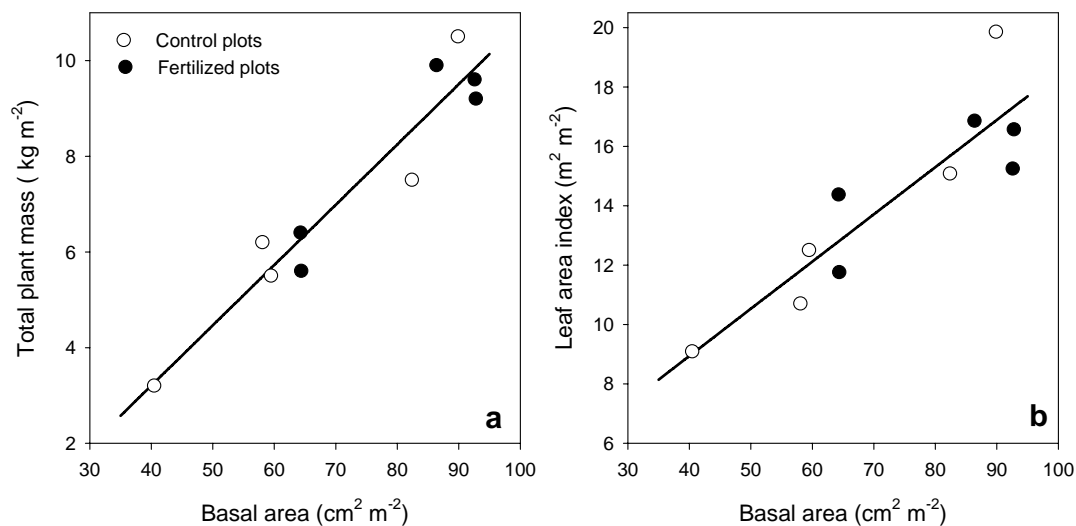 Control plots
Fertilized plots
Total plant mass ( kg m⁻²)
10
8
6
4
2
30 40 50 60 70 80 90 100
Basal area (cm² m⁻²)
a
Leaf area index (m² m⁻²)
20
18
16
14
12
10
8
6
30 40 50 60 70 80 90 100
Basal area (cm² m⁻²)
b